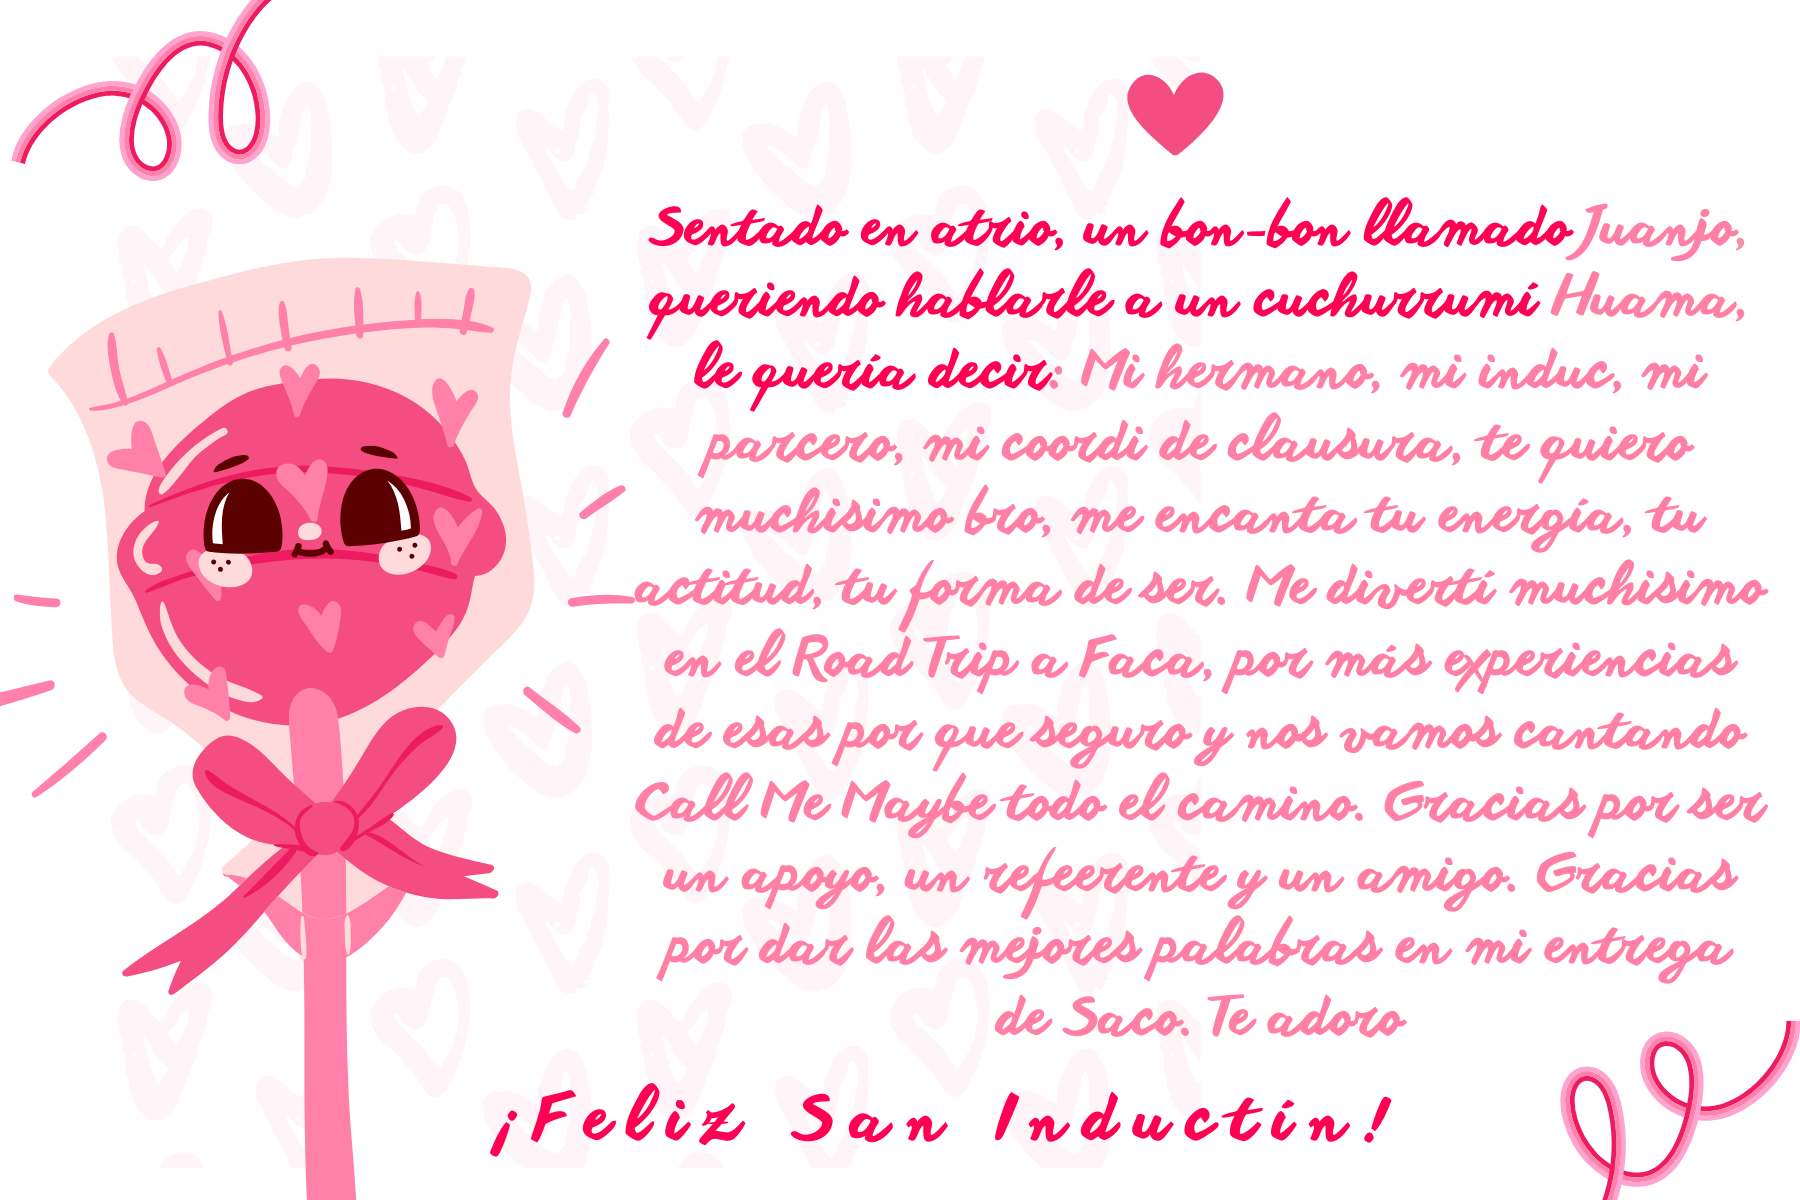 Sentado en atrio, un bon-bon llamado Juanjo,
queriendo hablarle a un cuchurrumí Huama,
le quería decir: Mi hermano, mi induc, mi
parcero, mi coordi de clausura, te quiero
muchisimo bro, me encanta tu energía, tu
actitud, tu forma de ser. Me divertí muchisimo
en el Road Trip a Faca, por más experiencias
de esas por que seguro y nos vamos cantando
Call Me Maybe todo el camino. Gracias por ser
un apoyo, un refeerente y un amigo. Gracias
por dar las mejores palabras en mi entrega
de Saco. Te adoro
¡Feliz San Inductín!